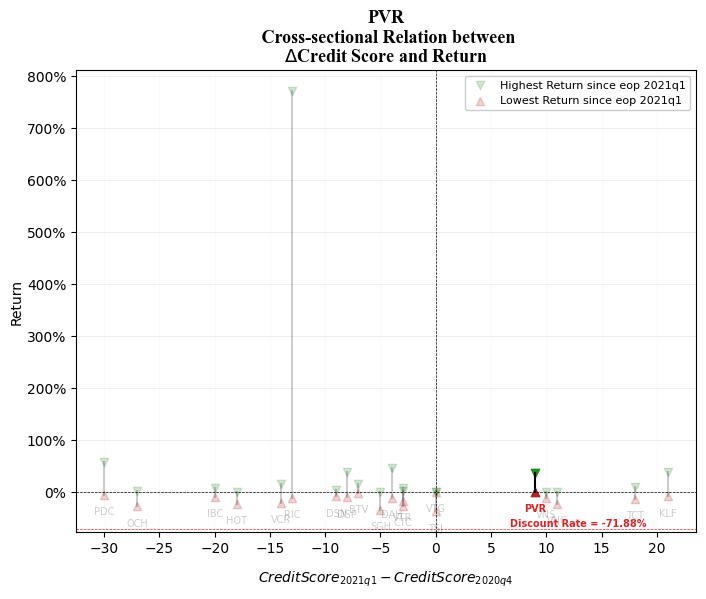 PVR
Cross-sectional Relation between
ΔCredit Score and Return
800%
700%
600%
500%
400%
300%
200%
100%
0%
Return
Highest Return since eop 2021q1
Lowest Return since eop 2021q1
PDC
OCH
IBC
HOT
VCR
RIC
DSN
DGF
BTV
SGH
DAT
CTC
TCT
KLF
PVR
Discount Rate = -71.88%
−30
−25
−20
−15
−10
−5
0
5
10
15
20
CreditScore2021q1 − CreditScore2020q4